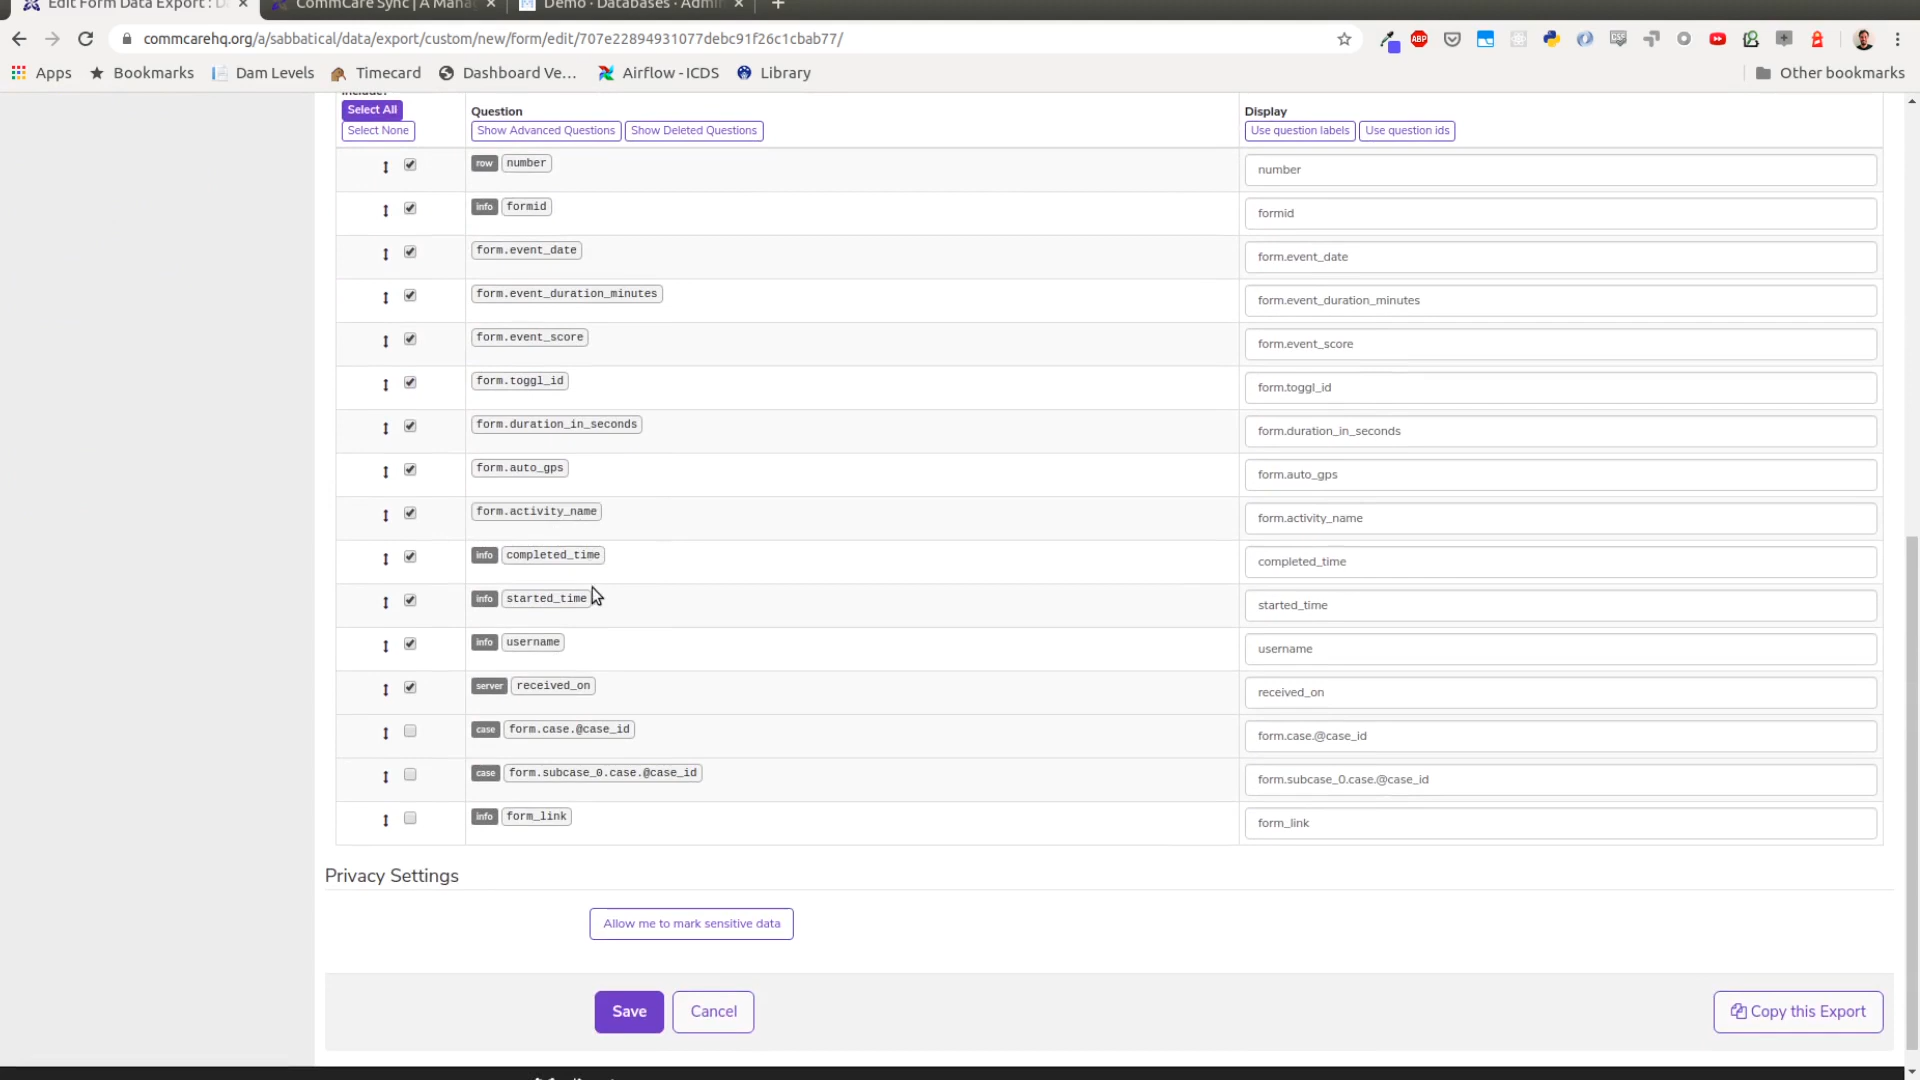 Edit Form Data Export : D
CommCare Sync | A Mana
Demo · Databases · Admi
commcarehq.org/a/sabbatical/data/export/custom/new/form/edit/707e22894931077debc91f26c1cbab77/
Apps Bookmarks Dam Levels Timecard Dashboard Ve... Airflow - ICDS Library Other bookmarks
Include?
Select All Question Display
Select None Show Advanced Questions Show Deleted Questions Use question labels Use question ids
row number number
info formid formid
form.event_date form.event_date
form.event_duration_minutes form.event_duration_minutes
form.event_score form.event_score
form.toggl_id form.toggl_id
form.duration_in_seconds form.duration_in_seconds
form.auto_gps form.auto_gps
form.activity_name form.activity_name
info completed_time completed_time
info started_time started_time
info username username
server received_on received_on
case form.case.@case_id form.case.@case_id
case form.subcase_0.case.@case_id form.subcase_0.case.@case_id
info form_link form_link
Privacy Settings
Allow me to mark sensitive data
Save Cancel Copy this Export